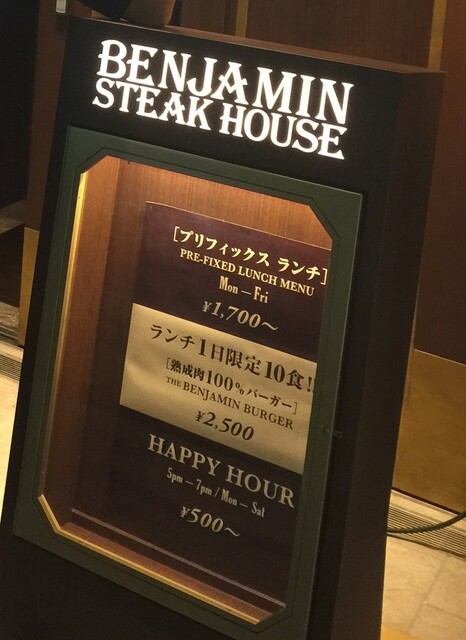 BENJAMIN
STEAK HOUSE
[プリフィックス ランチ]
PRE-FIXED LUNCH MENU
Mon — Fri
¥1,700～
ランチ1日限定10食!!
[熟成肉100%バーガー]
THE BENJAMIN BURGER
¥2,500
HAPPY HOUR
5pm – 7pm / Mon – Sat
¥500～